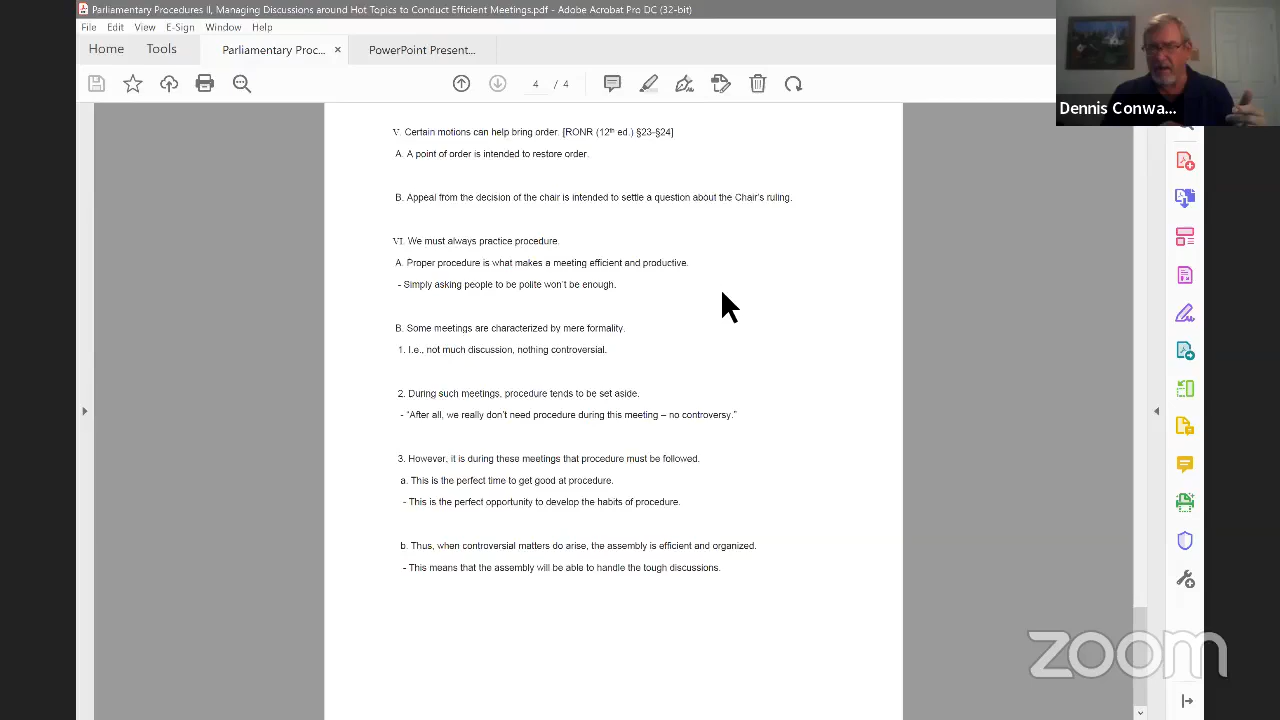 Parliamentary Procedures II, Managing Discussions around Hot Topics to Conduct Efficient Meetings.pdf - Adobe Acrobat Pro DC (32-bit)
File Edit View E-Sign Window Help
Home Tools Parliamentary Proc... × PowerPoint Present...
4 / 4
Dennis Conwa...
V. Certain motions can help bring order. [RONR (12th ed.) §23-§24]
A. A point of order is intended to restore order.
B. Appeal from the decision of the chair is intended to settle a question about the Chair's ruling.
VI. We must always practice procedure.
A. Proper procedure is what makes a meeting efficient and productive.
- Simply asking people to be polite won't be enough.
B. Some meetings are characterized by mere formality.
1. I.e., not much discussion, nothing controversial.
2. During such meetings, procedure tends to be set aside.
- "After all, we really don't need procedure during this meeting – no controversy."
3. However, it is during these meetings that procedure must be followed.
a. This is the perfect time to get good at procedure.
- This is the perfect opportunity to develop the habits of procedure.
b. Thus, when controversial matters do arise, the assembly is efficient and organized.
- This means that the assembly will be able to handle the tough discussions.
zoom